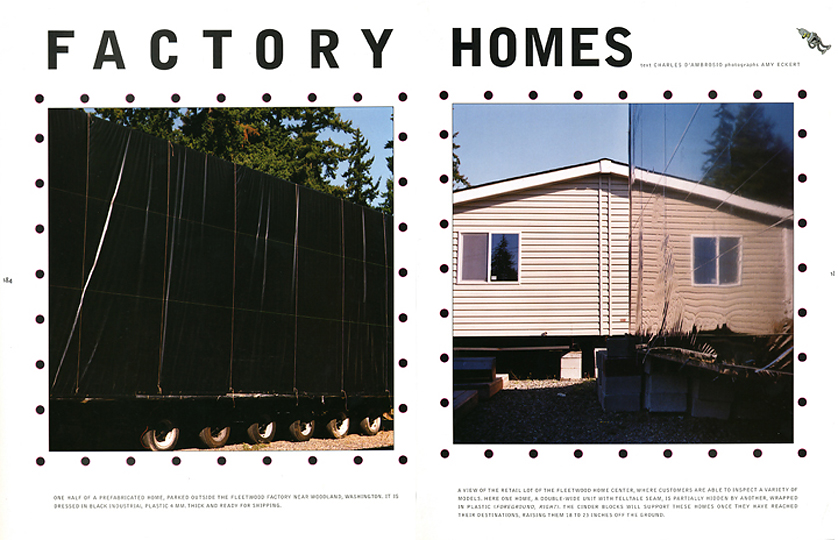 FACTORY HOMES
text CHARLES D'AMBROSIO photographs AMY ECKERT
184
ONE HALF OF A PREFABRICATED HOME, PARKED OUTSIDE THE FLEETWOOD FACTORY NEAR WOODLAND, WASHINGTON. IT IS
DRESSED IN BLACK INDUSTRIAL PLASTIC 4 MM. THICK AND READY FOR SHIPPING.
A VIEW OF THE RETAIL LOT OF THE FLEETWOOD HOME CENTER, WHERE CUSTOMERS ARE ABLE TO INSPECT A VARIETY OF
MODELS. HERE ONE HOME, A DOUBLE-WIDE UNIT WITH TELLTALE SEAM, IS PARTIALLY HIDDEN BY ANOTHER, WRAPPED
IN PLASTIC (FOREGROUND, RIGHT). THE CINDER BLOCKS WILL SUPPORT THESE HOMES ONCE THEY HAVE REACHED
THEIR DESTINATIONS, RAISING THEM 18 TO 23 INCHES OFF THE GROUND.